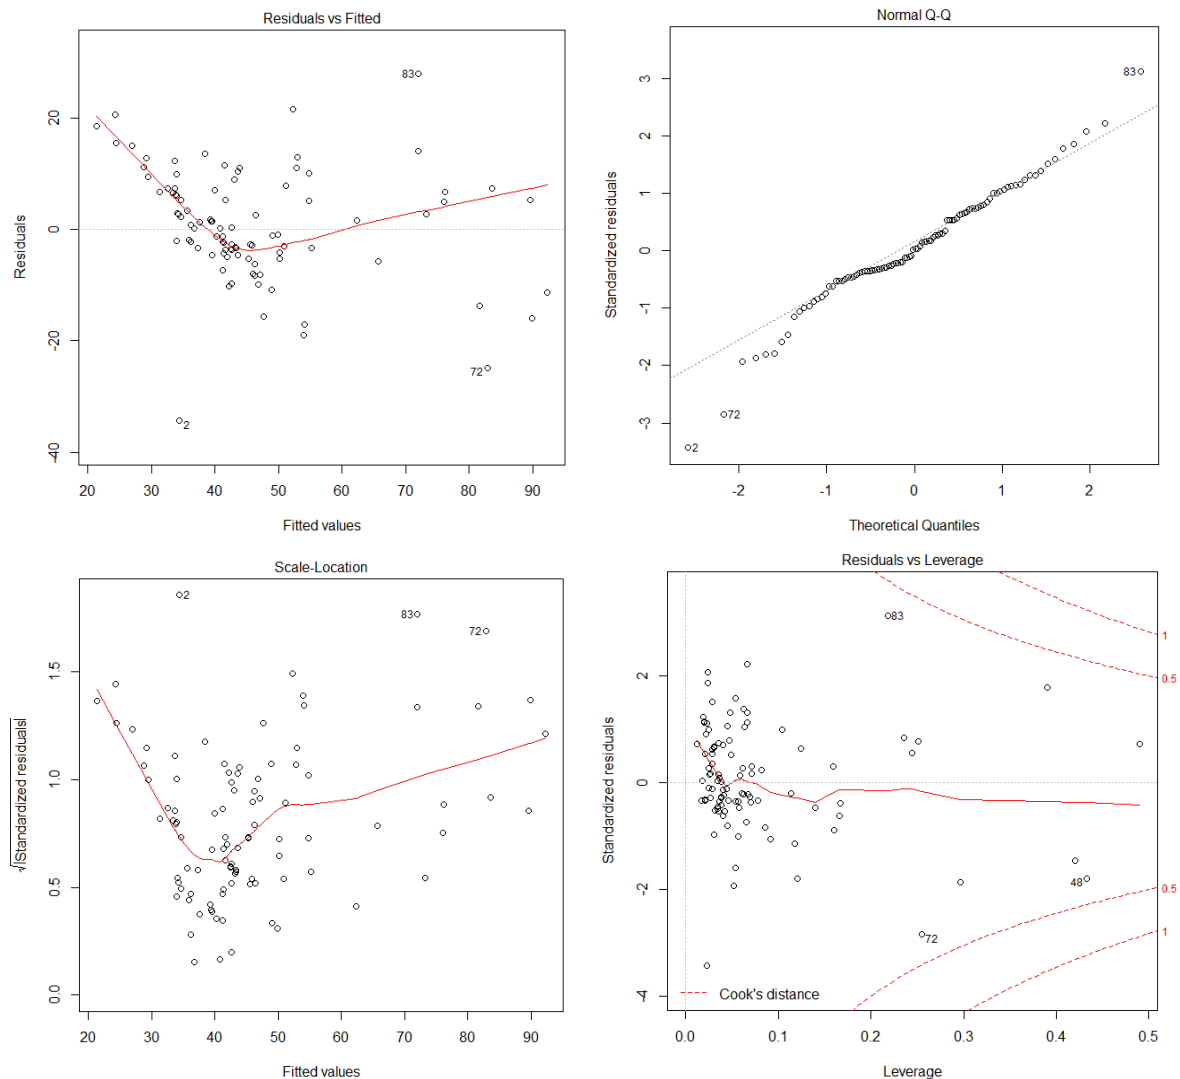 Residuals vs Fitted
Residuals
20
0
-20
-40
83
72
2
20 30 40 50 60 70 80 90
Fitted values
Normal Q-Q
Standardized residuals
3
2
1
0
-1
-2
-3
83
72
2
-2 -1 0 1 2
Theoretical Quantiles
Scale-Location
√|Standardized residuals|
1.5
1.0
0.5
0.0
2
83
72
20 30 40 50 60 70 80 90
Fitted values
Residuals vs Leverage
Standardized residuals
2
0
-2
-4
83
1
0.5
48
0.5
72
1
Cook's distance
0.0 0.1 0.2 0.3 0.4 0.5
Leverage